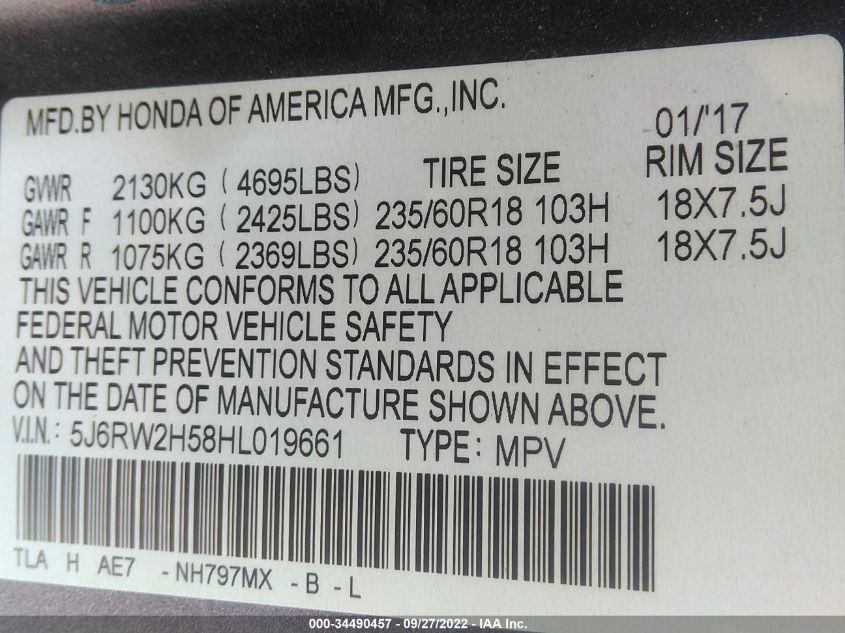 MFD.BY HONDA OF AMERICA MFG.,INC.
01/'17
GVWR 2130KG ( 4695LBS) TIRE SIZE RIM SIZE
GAWR F 1100KG ( 2425LBS) 235/60R18 103H 18X7.5J
GAWR R 1075KG ( 2369LBS) 235/60R18 103H 18X7.5J
THIS VEHICLE CONFORMS TO ALL APPLICABLE
FEDERAL MOTOR VEHICLE SAFETY
AND THEFT PREVENTION STANDARDS IN EFFECT
ON THE DATE OF MANUFACTURE SHOWN ABOVE.
V.I.N.: 5J6RW2H58HL019661 TYPE: MPV
TLA H AE7 - NH797MX - B - L
000-34490457 - 09/27/2022 - IAA Inc.